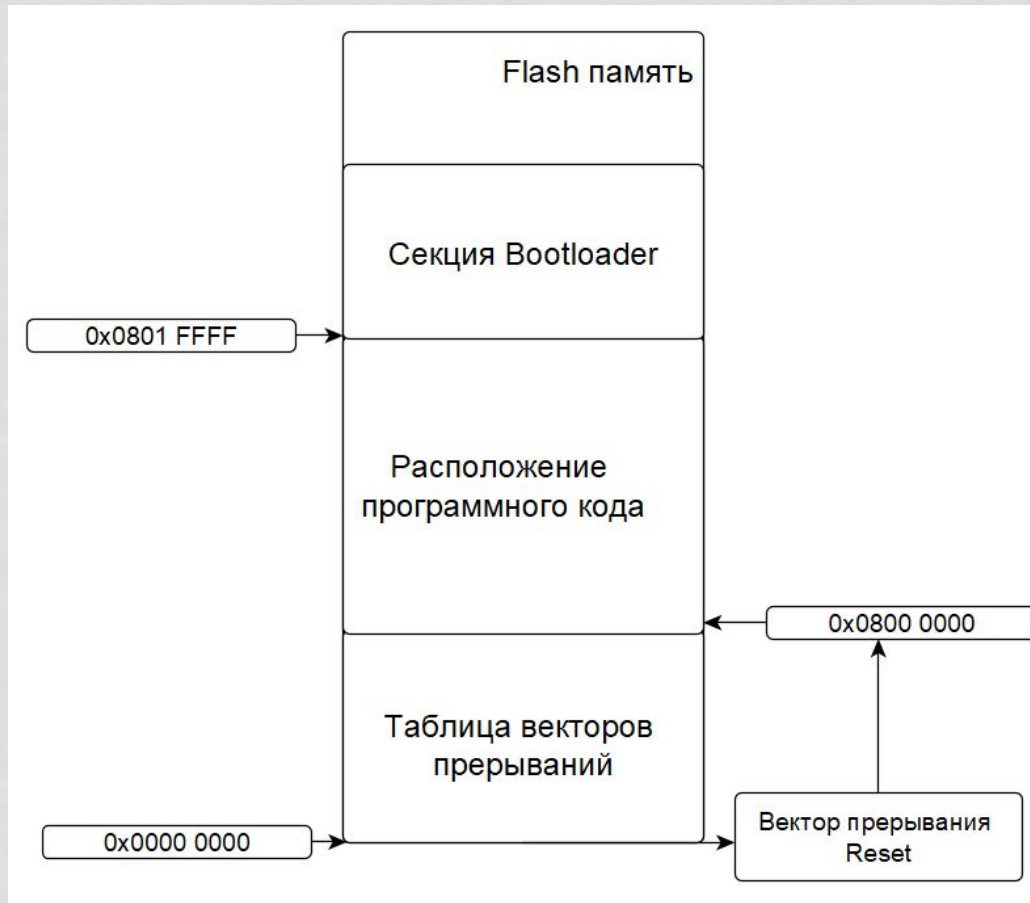 Flash память
Секция Bootloader
0x0801 FFFF
Расположение
программного кода
0x0800 0000
Таблица векторов
прерываний
Вектор прерывания
Reset
0x0000 0000